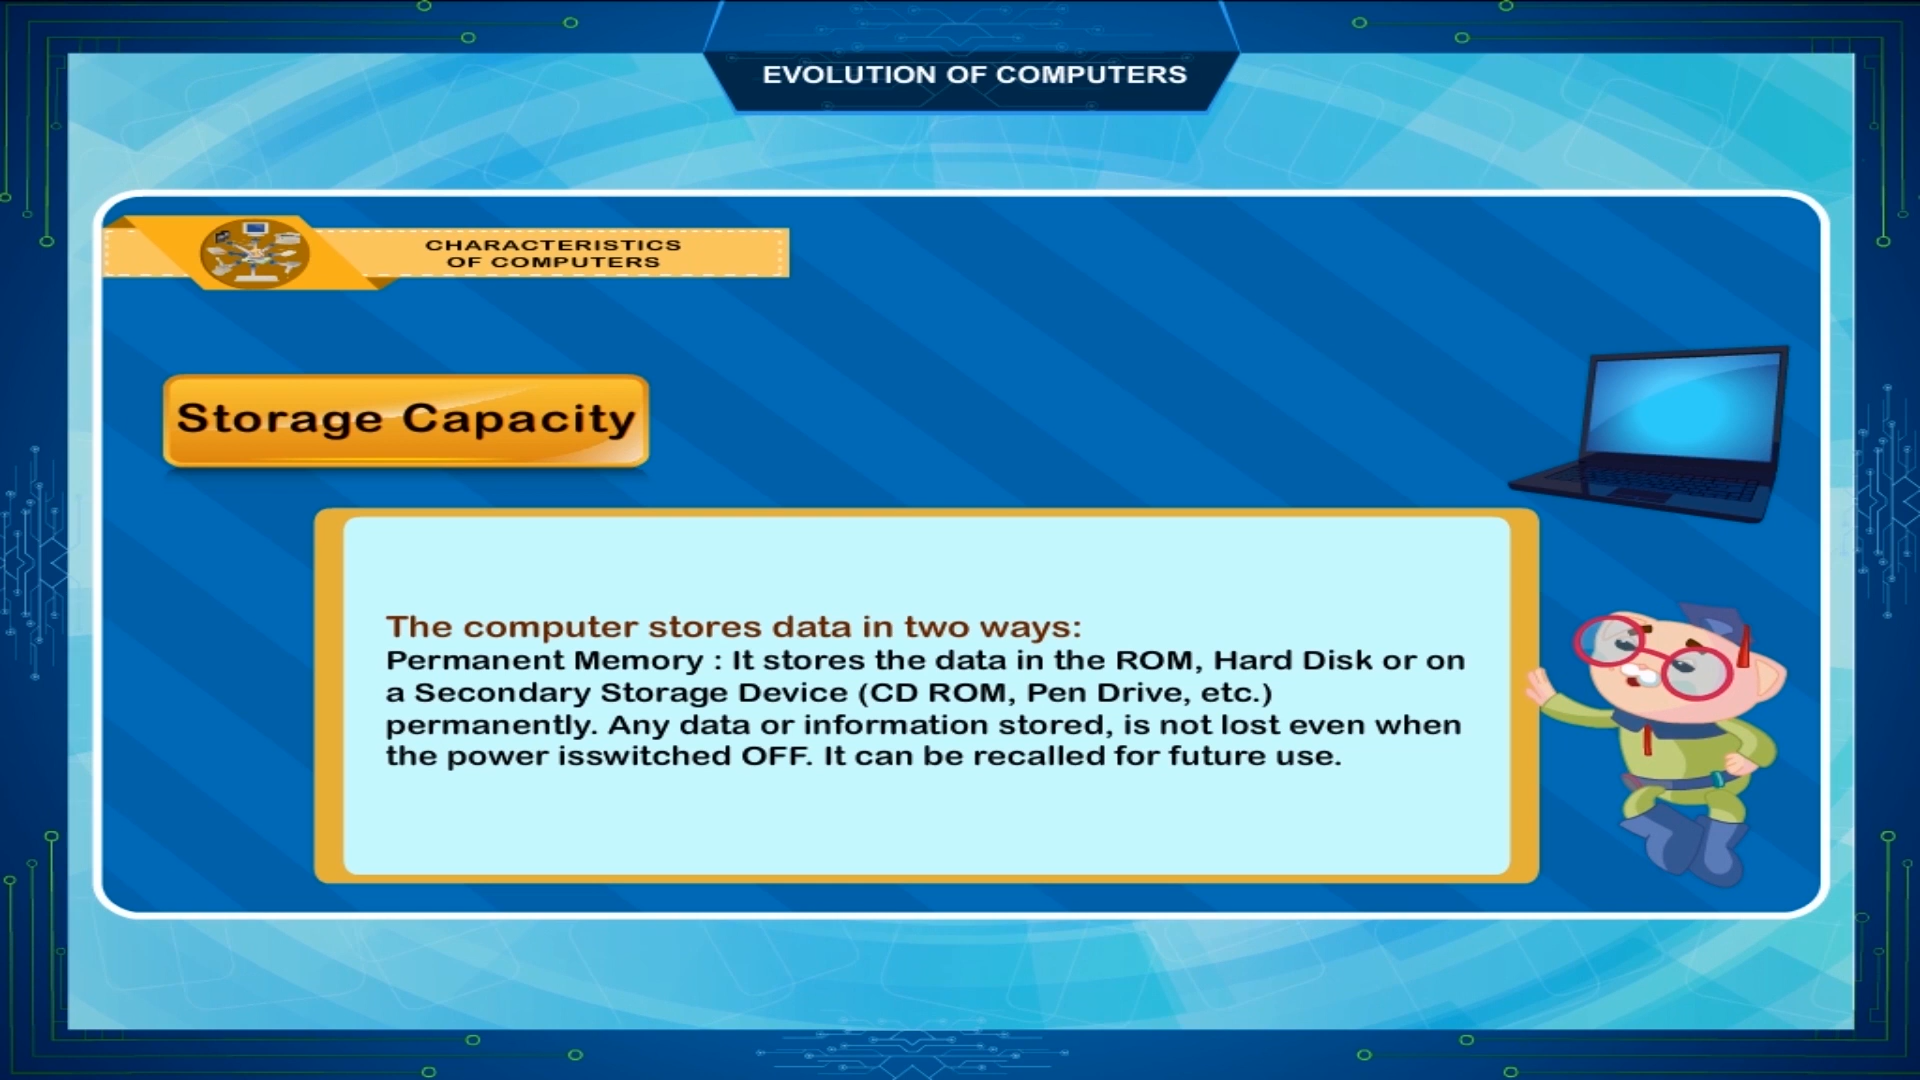 EVOLUTION OF COMPUTERS
CHARACTERISTICS
OF COMPUTERS
Storage Capacity
The computer stores data in two ways:
Permanent Memory : It stores the data in the ROM, Hard Disk or on
a Secondary Storage Device (CD ROM, Pen Drive, etc.)
permanently. Any data or information stored, is not lost even when
the power isswitched OFF. It can be recalled for future use.